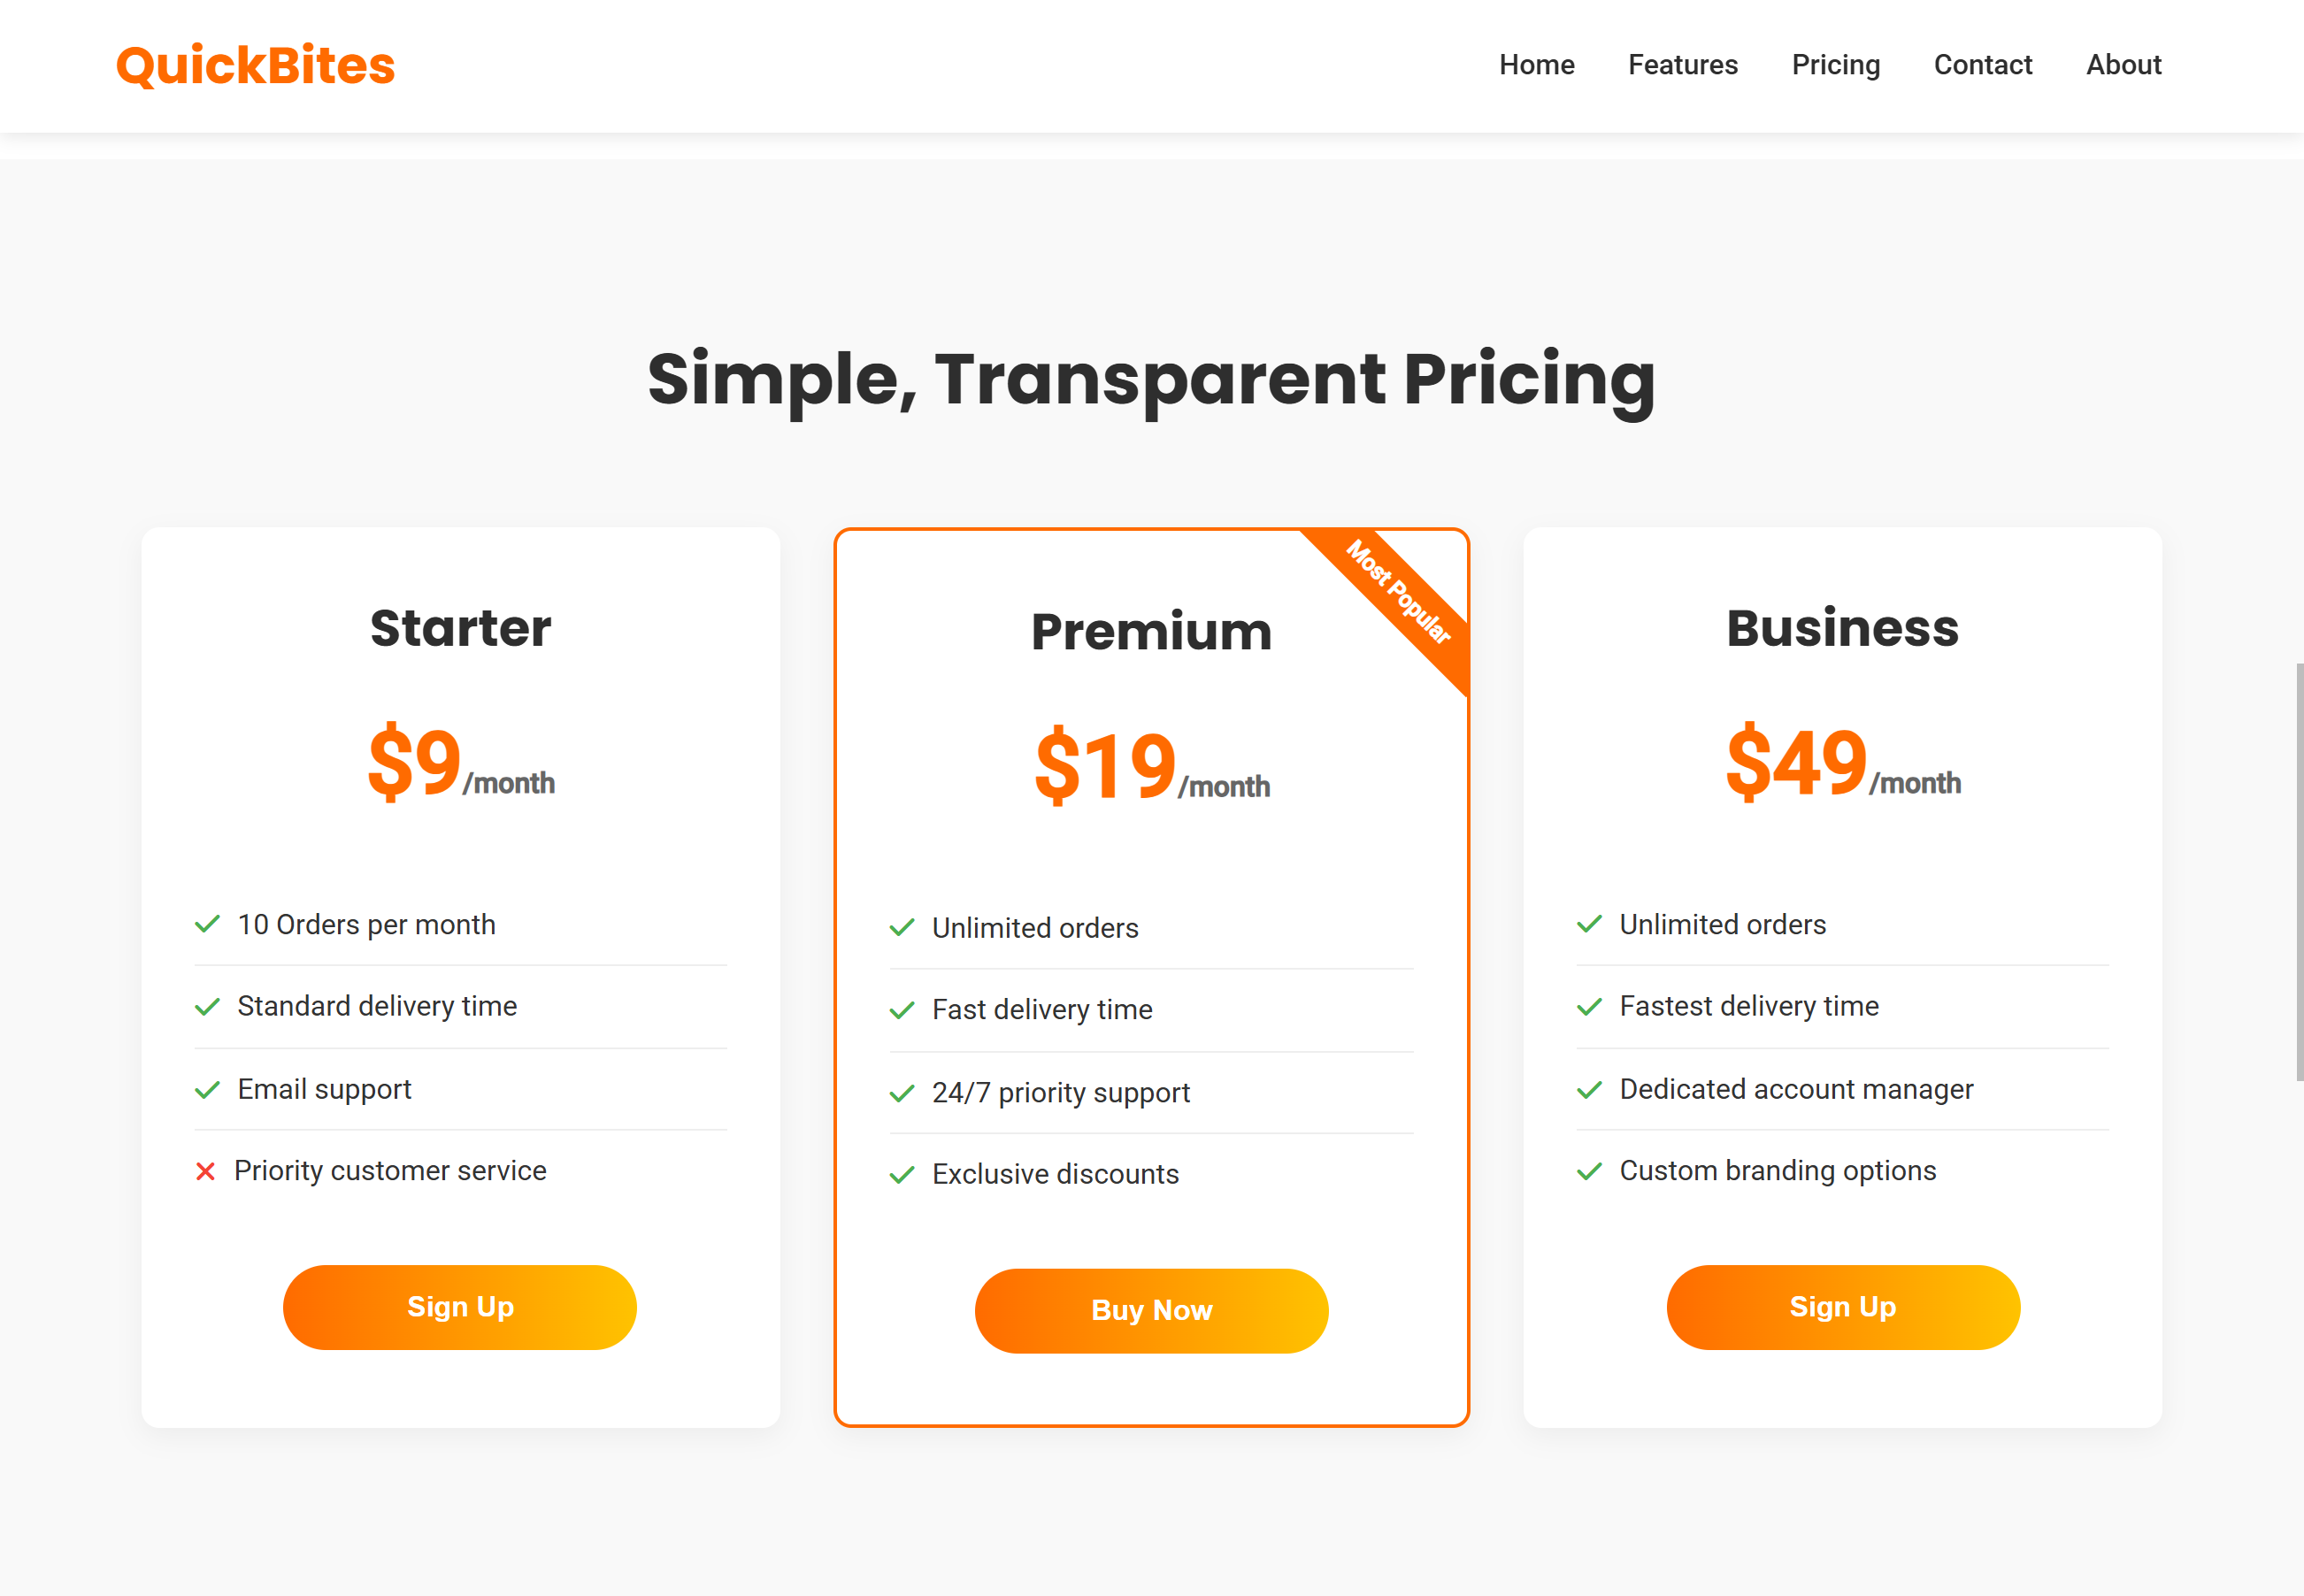 QuickBites
Home Features Pricing Contact About
Simple, Transparent Pricing
Starter
$9/month
10 Orders per month
Standard delivery time
Email support
Priority customer service
Sign Up
Most Popular
Premium
$19/month
Unlimited orders
Fast delivery time
24/7 priority support
Exclusive discounts
Buy Now
Business
$49/month
Unlimited orders
Fastest delivery time
Dedicated account manager
Custom branding options
Sign Up